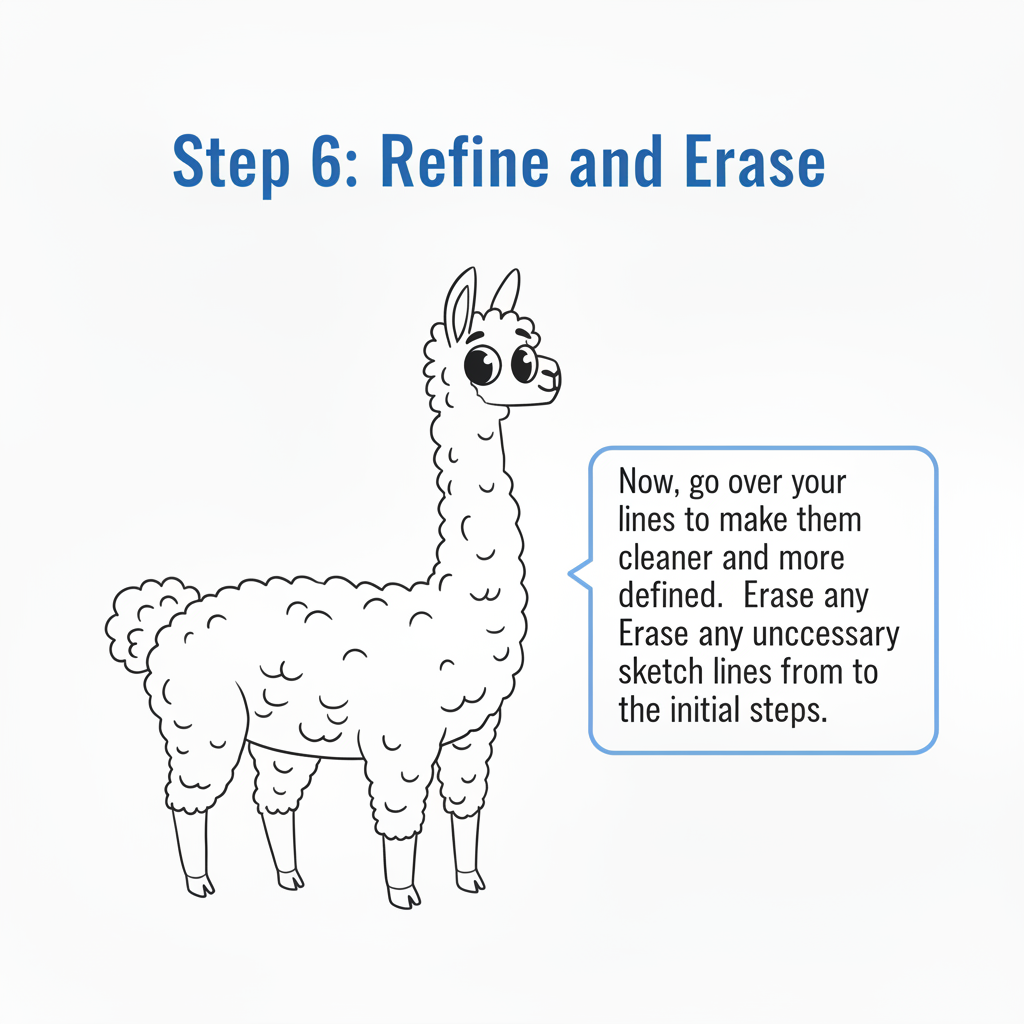 Step 6: Refine and Erase
Now, go over your
lines to make them
cleaner and more
defined.  Erase any
Erase any unccessary
sketch lines from to
the initial steps.